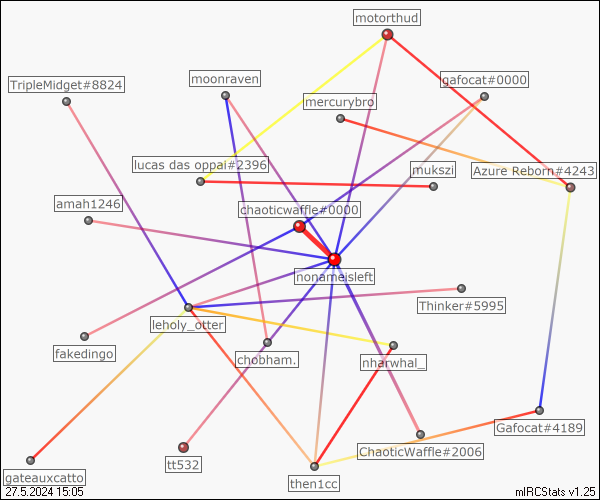 motorthud
TripleMidget#8824
moonraven
gafocat#0000
mercurybro
lucas das oppai#2396
mukszi
Azure Reborn#4243
amah1246
chaoticwaffle#0000
nonameisleft
Thinker#5995
leholy_otter
fakedingo
chobham.
nharwhal_
Gafocat#4189
ChaoticWaffle#2006
tt532
gateauxcatto
then1cc
27.5.2024 15:05
mIRCStats v1.25